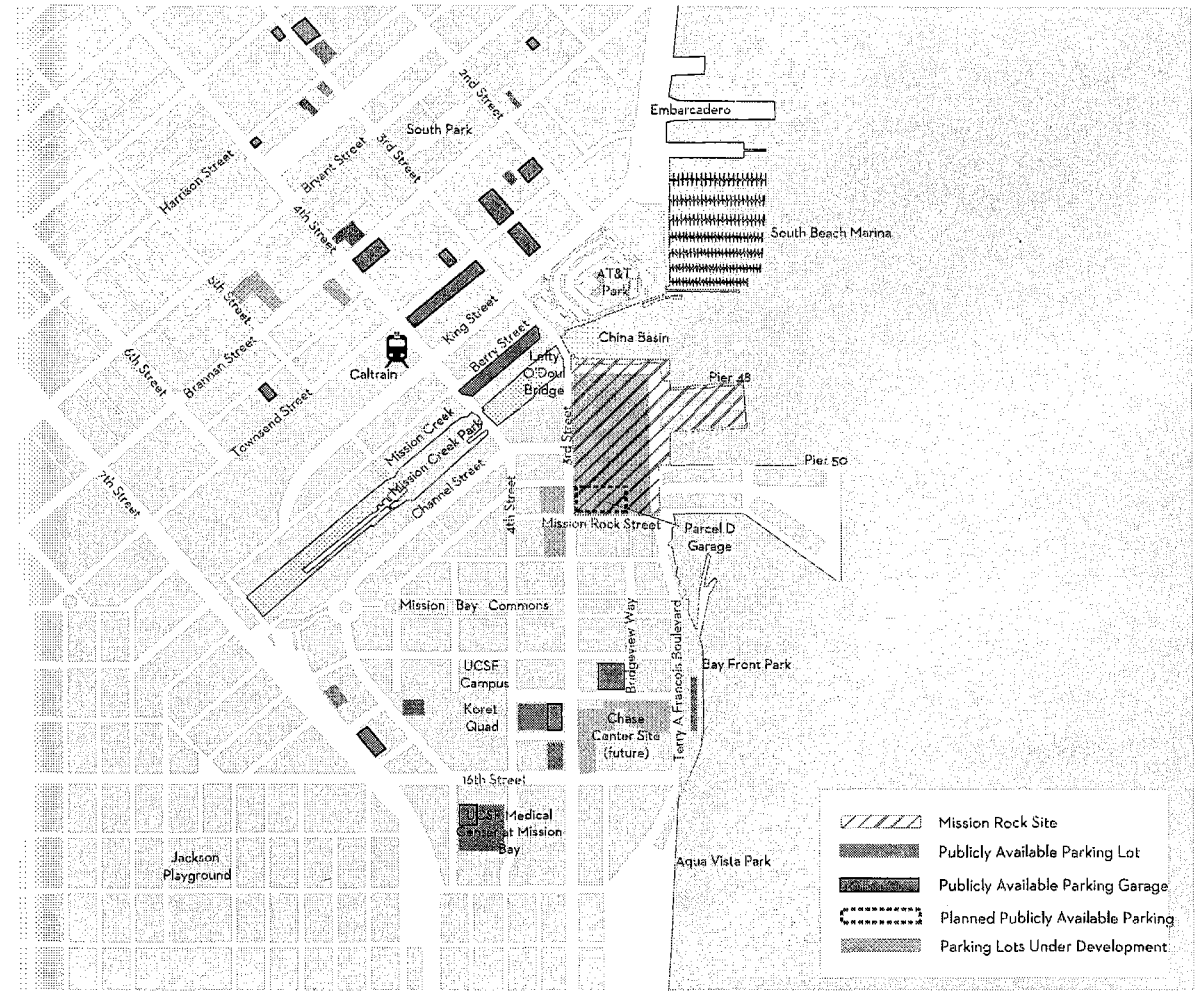 2nd Street
Embarcadero
South Park
3rd Street
Bryant Street
Harrison Street
4th Street
South Beach Marina
AT&T
Park
5th Street
King Street
China Basin
Berry Street
Lefty
O'Doul
Bridge
Caltrain
6th Street
Brannan Street
Pier 48
Townsend Street
Mission Creek
3rd Street
Mission Creek Park
Pier 50
Channel Street
7th Street
4th Street
Mission Rock Street
Parcel D
Garage
Mission Bay Commons
Bridgeview Way
Terry A Francois Boulevard
UCSF
Campus
Bay Front Park
Koret
Quad
Chase
Center Site
(future)
16th Street
UCSF Medical
Center at Mission
Bay
Jackson
Playground
Aqua Vista Park
Mission Rock Site
Publicly Available Parking Lot
Publicly Available Parking Garage
Planned Publicly Available Parking
Parking Lots Under Development